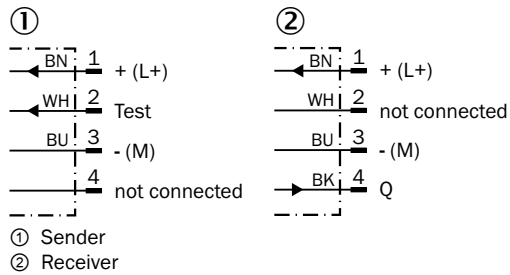 ① ②
BN 1 + (L+)
WH 2 Test
BU 3 - (M)
4 not connected
BN 1 + (L+)
WH 2 not connected
BU 3 - (M)
BK 4 Q
① Sender
② Receiver